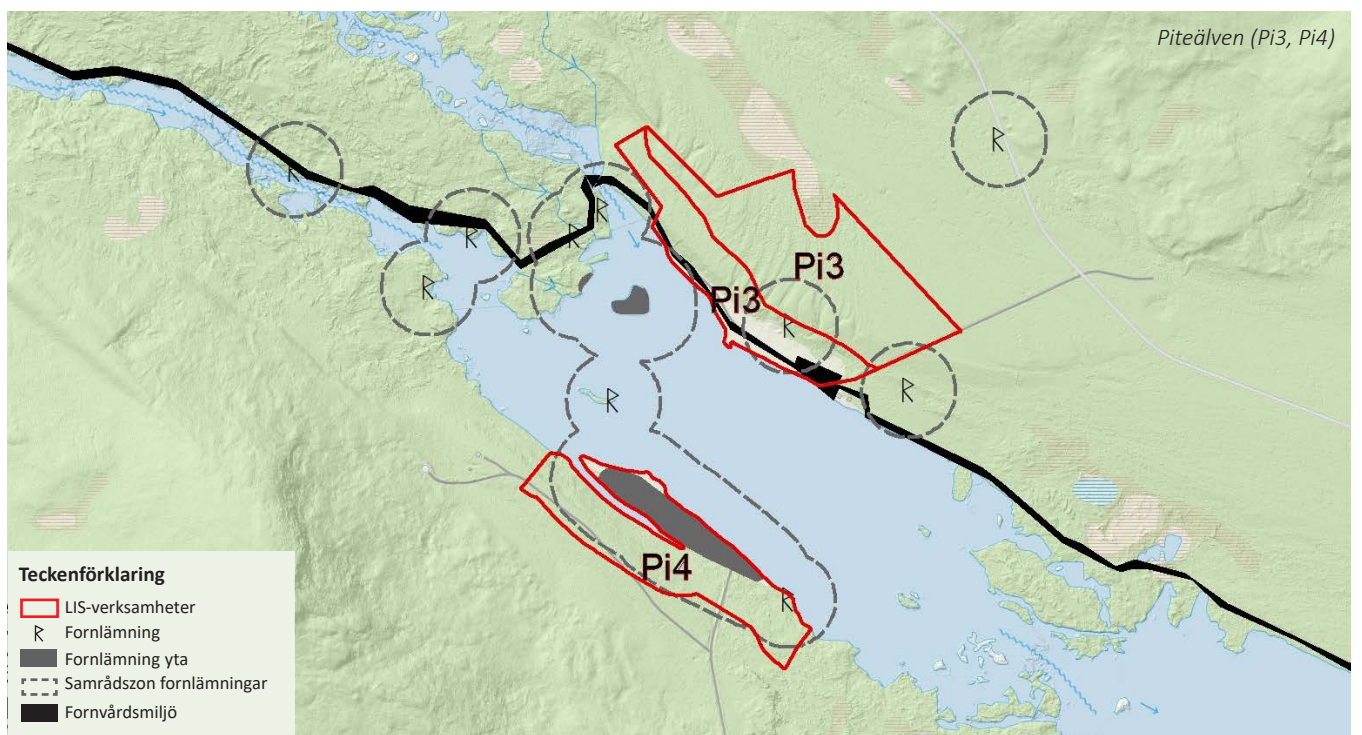 Piteälven (Pi3, Pi4)
R
R
R
R
R
R
Pi3
Pi3
R
R
R
Pi4
R
Teckenförklaring
LIS-verksamheter
R Fornlämning
Fornlämning yta
Samrådszon fornlämningar
Fornvårdsmiljö